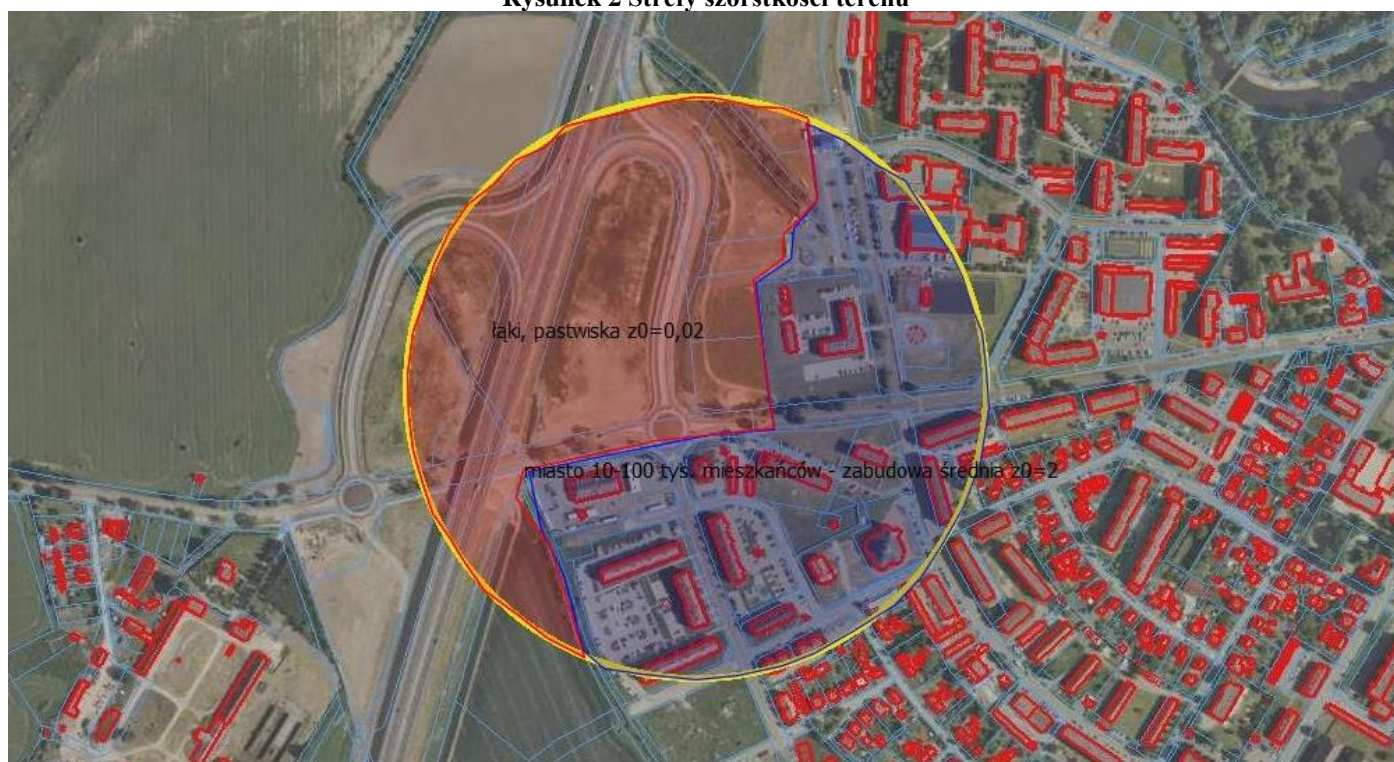 Rysunek 2 Strefy szorstkości terenu
łąki, pastwiska z0=0,02
miasto 10-100 tys. mieszkańców - zabudowa średnia z0=2